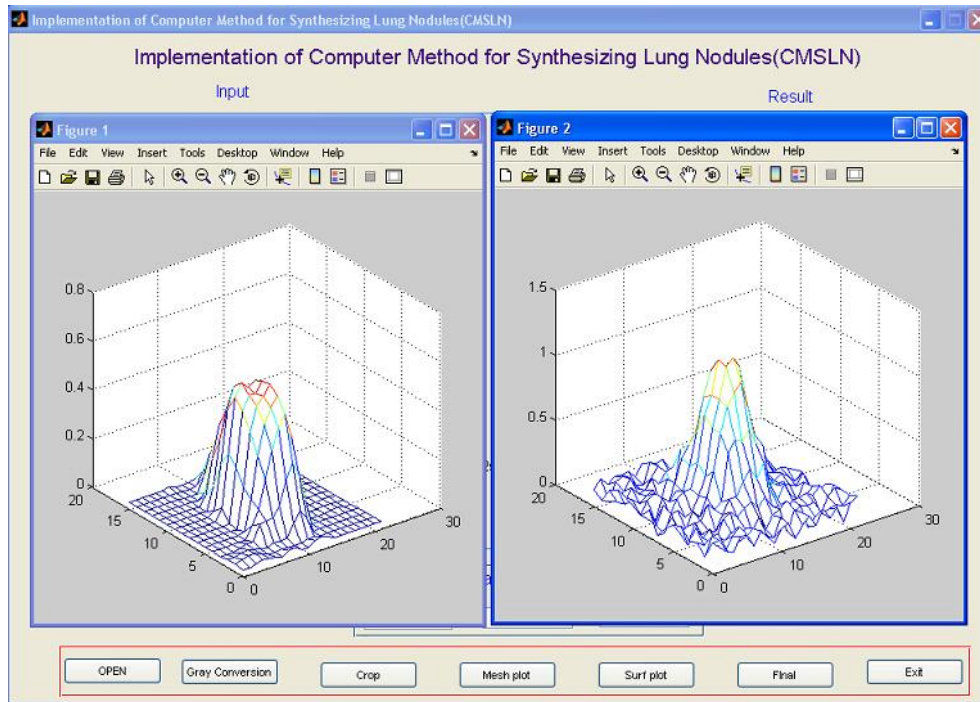 Implementation of Computer Method for Synthesizing Lung Nodules(CMSLN)
Implementation of Computer Method for Synthesizing Lung Nodules(CMSLN)
Input
Result
Figure 1
File Edit View Insert Tools Desktop Window Help
0.8
0.6
0.4
0.2
0
20
15
10
5
0
0
10
20
30
Figure 2
File Edit View Insert Tools Desktop Window Help
1.5
1
0.5
0
20
15
10
5
0
0
10
20
30
OPEN
Gray Conversion
Crop
Mesh plot
Surf plot
FInal
Exit